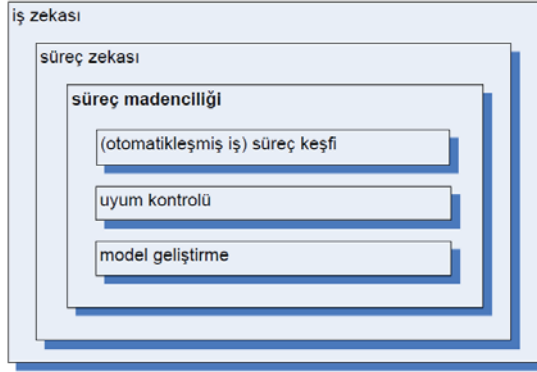 iş zekası
süreç zekası
süreç madenciliği
(otomatikleşmiş iş) süreç keşfi
uyum kontrolü
model geliştirme